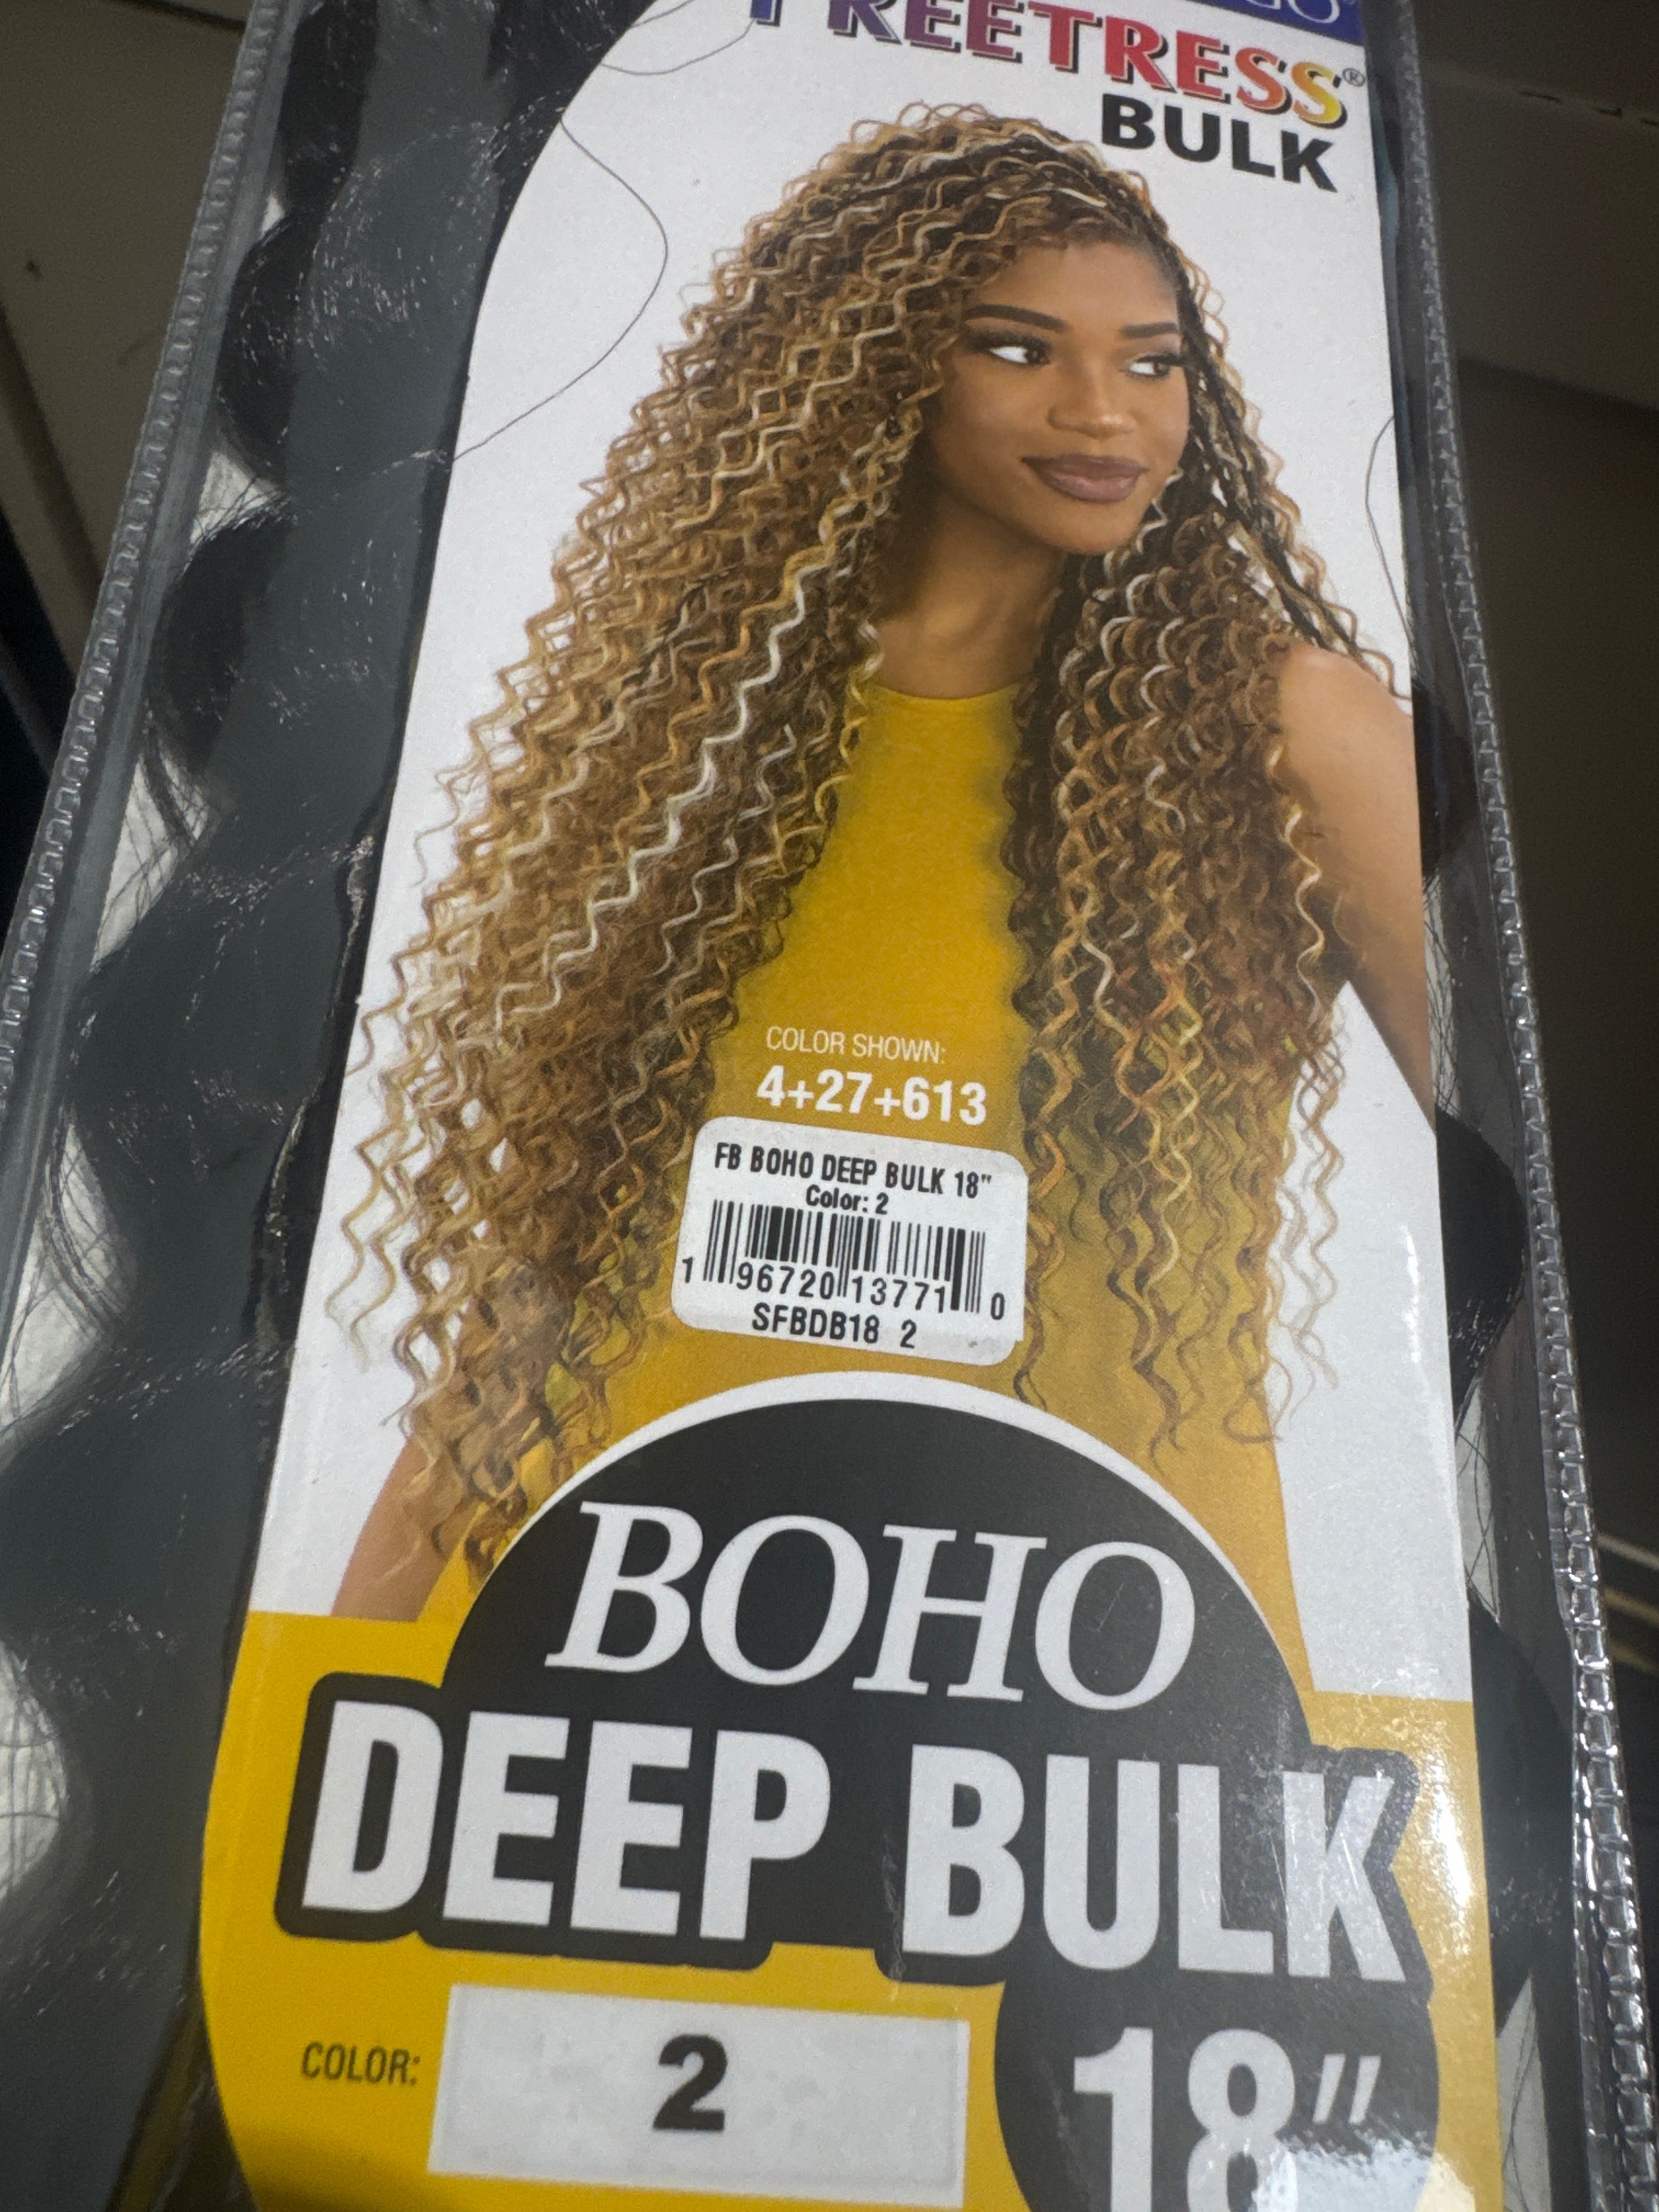 FREETRESS®
BULK
COLOR SHOWN:
4+27+613
FB BOHO DEEP BULK 18"
Color: 2
1 96720 13771 0
SFBDB18 2
BOHO
DEEP BULK
COLOR: 2
18"